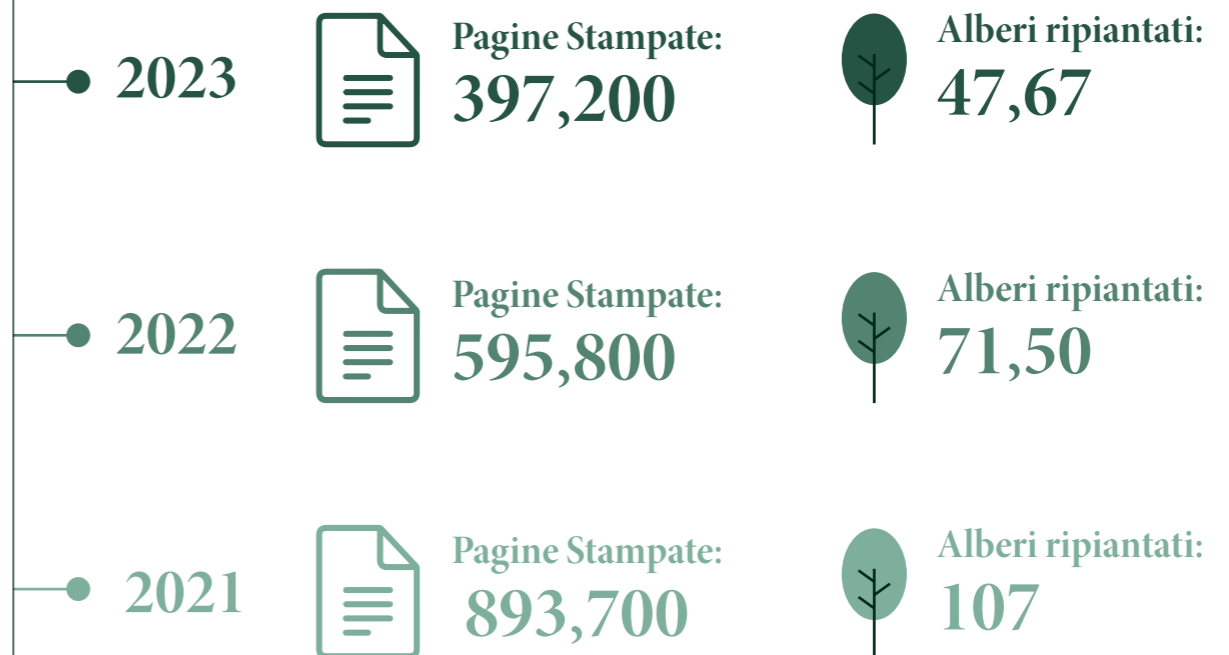 2023
Pagine Stampate:
397,200
Alberi ripiantati:
47,67
2022
Pagine Stampate:
595,800
Alberi ripiantati:
71,50
2021
Pagine Stampate:
893,700
Alberi ripiantati:
107